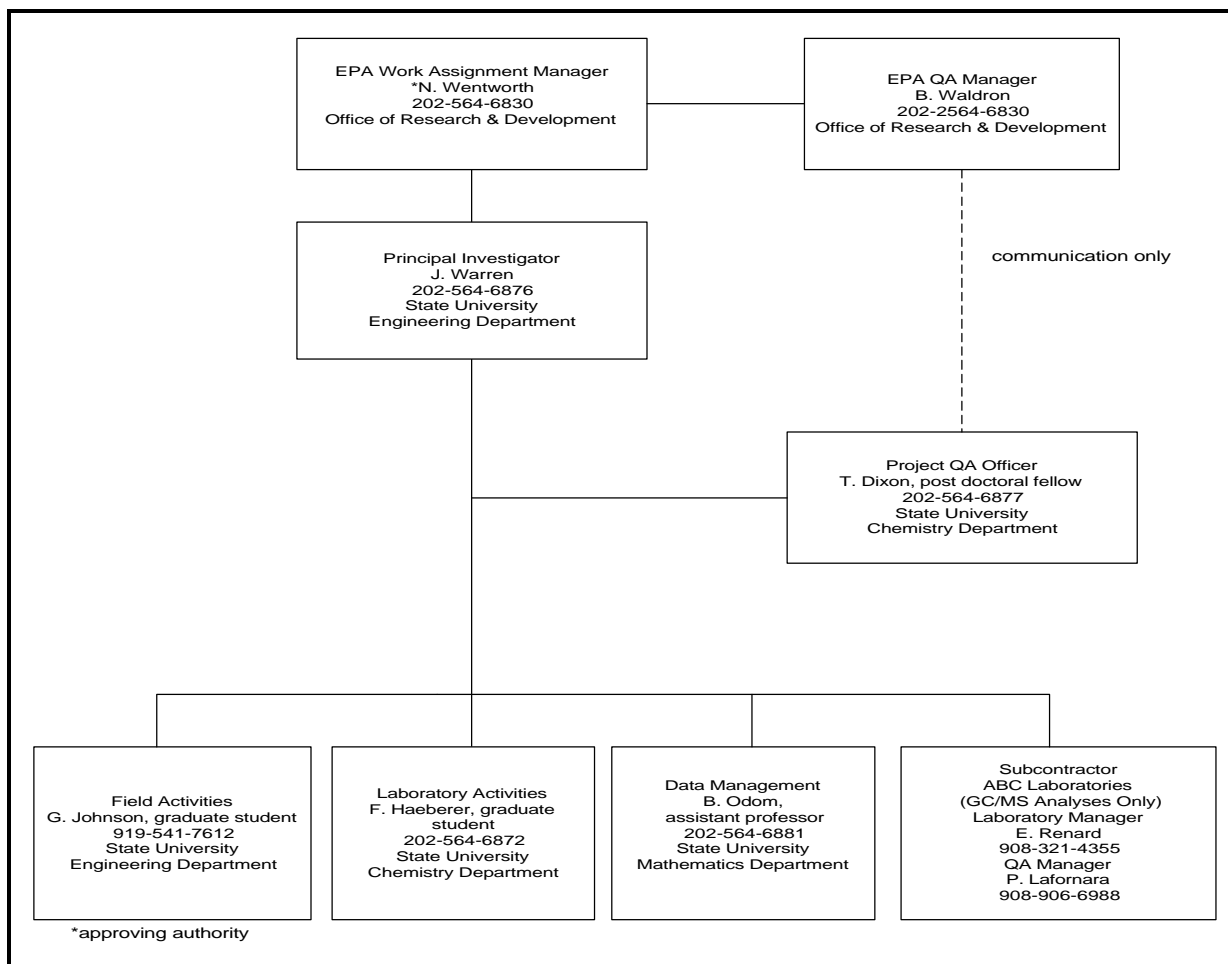 EPA Work Assignment Manager
*N. Wentworth
202-564-6830
Office of Research & Development
EPA QA Manager
B. Waldron
202-2564-6830
Office of Research & Development
Principal Investigator
J. Warren
202-564-6876
State University
Engineering Department
communication only
Project QA Officer
T. Dixon, post doctoral fellow
202-564-6877
State University
Chemistry Department
Field Activities
G. Johnson, graduate student
919-541-7612
State University
Engineering Department
Laboratory Activities
F. Haeberer, graduate
student
202-564-6872
State University
Chemistry Department
Data Management
B. Odom,
assistant professor
202-564-6881
State University
Mathematics Department
Subcontractor
ABC Laboratories
(GC/MS Analyses Only)
Laboratory Manager
E. Renard
908-321-4355
QA Manager
P. Lafornara
908-906-6988
*approving authority